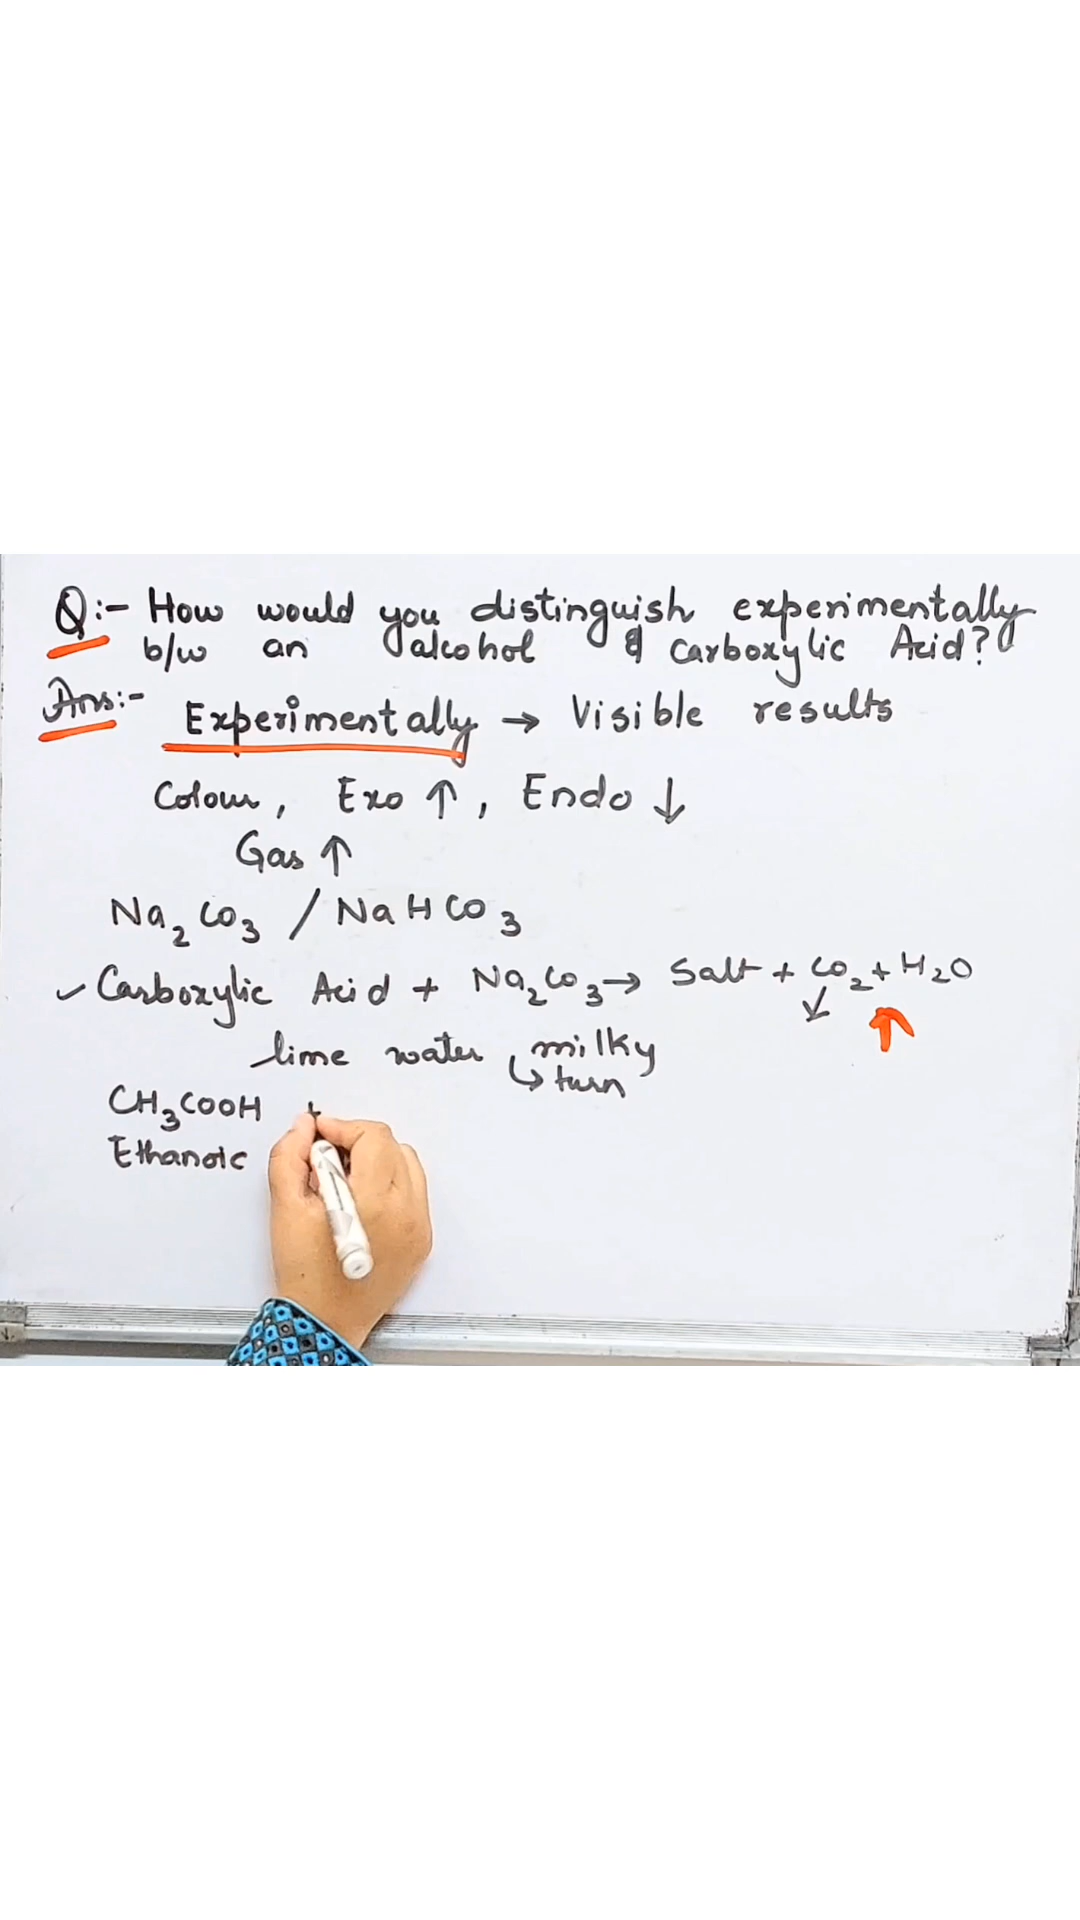 Q:- How would you distinguish experimentally
b/w an alcohol & carboxylic Acid?
Ans:- Experimentally → Visible results
Colour, Exo ↑, Endo ↓
Gas ↑
Na2CO3 / NaHCO3
✓ Carboxylic Acid + Na2CO3 → Salt + CO2 + H2O
↓ ↑
lime water milky
↳ turn
CH3COOH +
Ethanoic